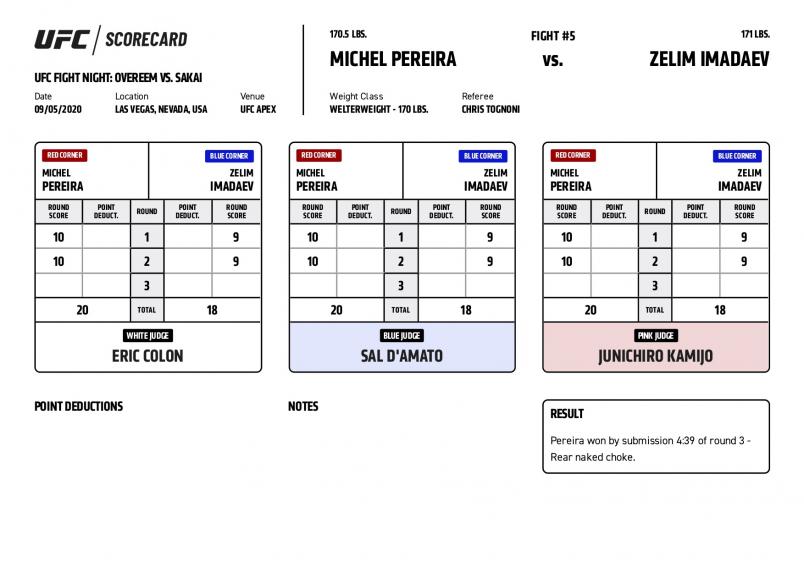 UFC / SCORECARD
UFC FIGHT NIGHT: OVEREEM VS. SAKAI
Date Location Venue
09/05/2020 LAS VEGAS, NEVADA, USA UFC APEX
170.5 LBS. FIGHT #5 171 LBS.
MICHEL PEREIRA VS. ZELIM IMADAEV
Weight Class Referee
WELTERWEIGHT - 170 LBS. CHRIS TOGNONI
RED CORNER BLUE CORNER
MICHEL ZELIM
PEREIRA IMADAEV
ROUND SCORE POINT DEDUCT. ROUND POINT DEDUCT. ROUND SCORE
10 1 9
10 2 9
3
20 TOTAL 18
WHITE JUDGE
ERIC COLON
RED CORNER BLUE CORNER
MICHEL ZELIM
PEREIRA IMADAEV
ROUND SCORE POINT DEDUCT. ROUND POINT DEDUCT. ROUND SCORE
10 1 9
10 2 9
3
20 TOTAL 18
BLUE JUDGE
SAL D'AMATO
RED CORNER BLUE CORNER
MICHEL ZELIM
PEREIRA IMADAEV
ROUND SCORE POINT DEDUCT. ROUND POINT DEDUCT. ROUND SCORE
10 1 9
10 2 9
3
20 TOTAL 18
PINK JUDGE
JUNICHIRO KAMIJO
POINT DEDUCTIONS
NOTES
RESULT
Pereira won by submission 4:39 of round 3 -
Rear naked choke.